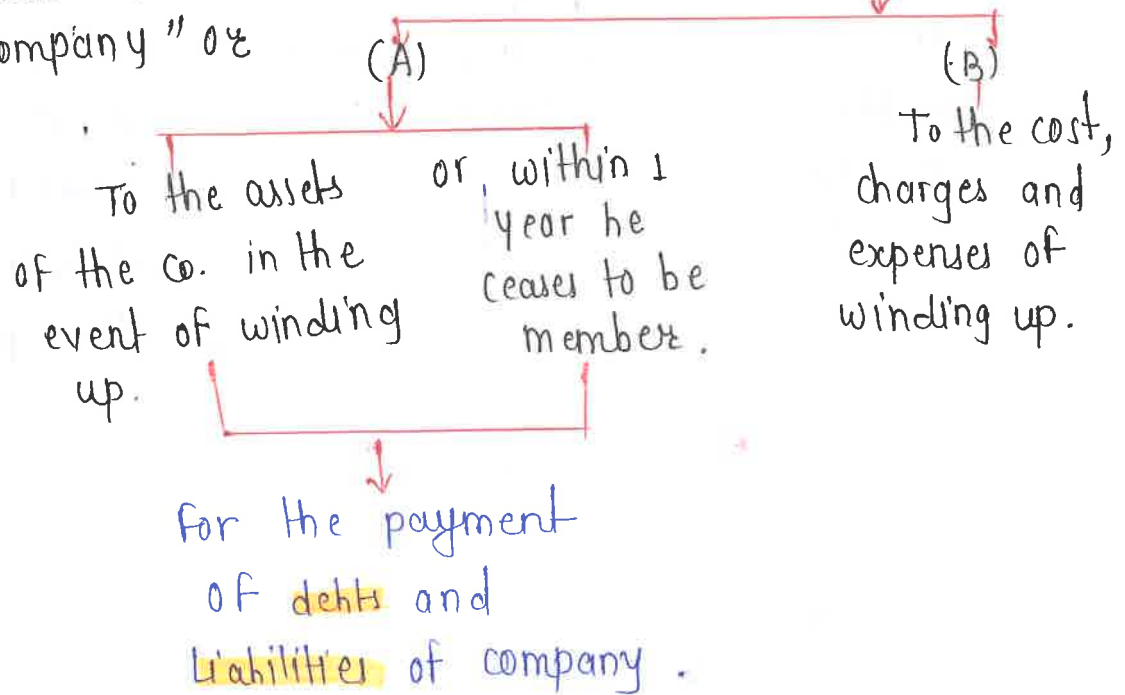 ompany" or
(A)
(B)
To the assets
of the co. in the
event of winding
up.
or, within 1
year he
ceases to be
member.
To the cost,
charges and
expenses of
winding up.
For the payment
of debts and
Liabilities of company.